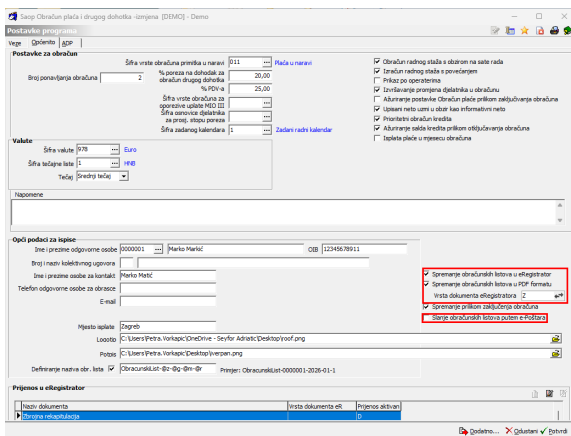 Saop Obračun plaća i drugog dohotka -izmjena [DEMO] - Demo
Postavke programa
Veze Općenito ADP
Postavke za obračun
Šifra vrste obračuna primitka u naravi 011 ... Plaća u naravi
Broj ponavljanja obračuna 2
% poreza na dohodak za obračun drugog dohotka 20,00
% PDV-a 25,00
Šifra vrste obračuna za oporezive uplate MIO III ...
Šifra osnovice djelatnika za prosj. stopu poreza ...
Šifra zadanog kalendara 1 ... Zadani radni kalendar
Obračun radnog staža s obzirom na sate rada
Izračun radnog staža s povećanjem
Prikaz po operaterima
Izvršavanje promjena djelatnika u obračunu
Ažuriranje postavke Obračun plaće prilikom zaključivanja obračuna
Upisani neto uzmi u obzir kao informativni neto
Prioritetni obračun kredita
Ažuriranje salda kredita prilikom otključavanja obračuna
Isplata plaće u mjesecu obračuna
Valute
Šifra valute 978 ... Euro
Šifra tečajne liste 1 ... HNB
Tečaj Srednji tečaj
Napomene
Opći podaci za ispise
Ime i prezime odgovorne osobe 0000001 ... Marko Markić OIB 12345678911
Broj i naziv kolektivnog ugovora
Ime i prezime osobe za kontakt Marko Matić
Telefon odgovorne osobe za obrasce
E-mail
Spremanje obračunskih listova u eRegistrator
Spremanje obračunskih listova u PDF formatu
Vrsta dokumenta eRegistratora Z
Spremanje prilikom zaključenja obračuna
Slanje obračunskih listova putem e-Poštara
Mjesto isplate Zagreb
Logotip C:\Users\Petra.Vorkapic\OneDrive - Seyfor Adriatic\Desktop\roof.png
Potpis C:\Users\Petra.Vorkapic\Desktop\verpan.png
Definiranje naziva obr. lista ObracunskiList-@z-@g-@m-@r Primjer: ObracunskiList-0000001-2026-01-1
Prijenos u eRegistrator
Naziv dokumenta Vrsta dokumenta eR Prijenos aktivan
Zbrojna rekapitulacija D
Dodatno... Odustani Potvrdi